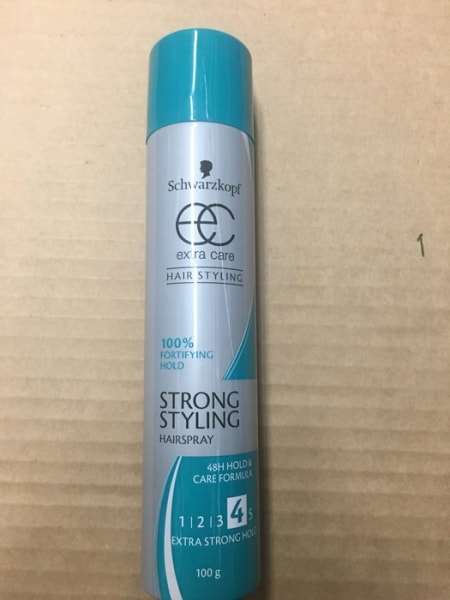 Schwarzkopf
ec
extra care
HAIR STYLING
100%
FORTIFYING
HOLD
STRONG
STYLING
HAIRSPRAY
48H HOLD &
CARE FORMULA
1|2|3 4 5
EXTRA STRONG HOLD
100 g
1